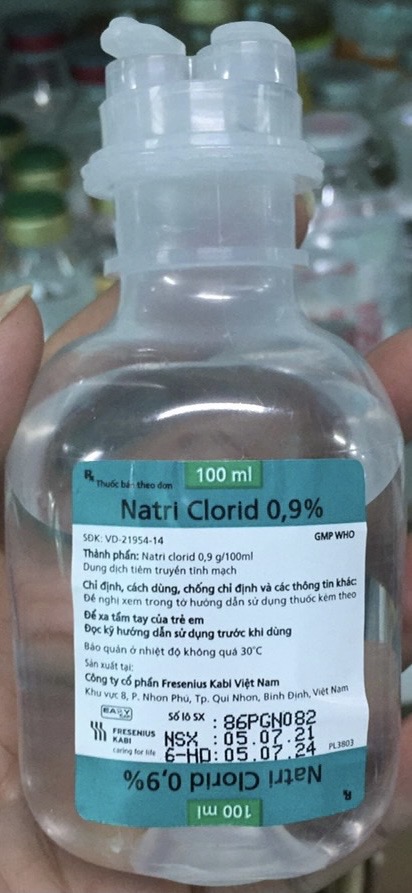 100 ml
Rx Thuốc bán theo đơn
Natri Clorid 0,9%
SĐK: VD-21954-14 GMP WHO
Thành phần: Natri clorid 0,9 g/100ml
Dung dịch tiêm truyền tĩnh mạch
Chỉ định, cách dùng, chống chỉ định và các thông tin khác:
Đề nghị xem trong tờ hướng dẫn sử dụng thuốc kèm theo
Để xa tầm tay của trẻ em
Đọc kỹ hướng dẫn sử dụng trước khi dùng
Bảo quản ở nhiệt độ không quá 30°C
Sản xuất tại:
Công ty cổ phần Fresenius Kabi Việt Nam
Khu vực 8, P. Nhơn Phú, Tp. Qui Nhơn, Bình Định, Việt Nam
EASY
Số lô SX : 86PGN082
FRESENIUS
KABI
caring for life
NSX : 05.07.21
6-HD: 05.07.24 PL3803
Natri Clorid 0,9%
Rx
100 ml